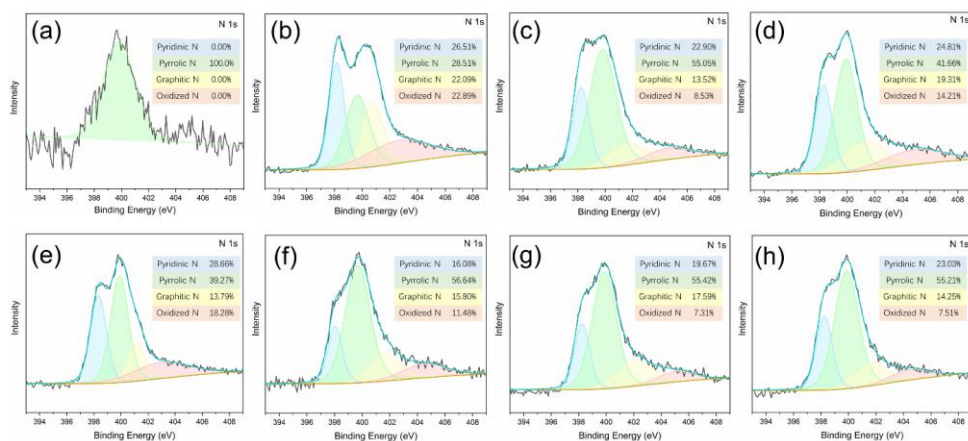 (a)
N 1s
Pyridinic N 0.00%
Pyrrolic N 100.0%
Graphitic N 0.00%
Oxidized N 0.00%
Intensity
394 396 398 400 402 404 406 408
Binding Energy (eV)
(b)
N 1s
Pyridinic N 26.51%
Pyrrolic N 28.51%
Graphitic N 22.09%
Oxidized N 22.89%
Intensity
394 396 398 400 402 404 406 408
Binding Energy (eV)
(c)
N 1s
Pyridinic N 22.90%
Pyrrolic N 55.05%
Graphitic N 13.52%
Oxidized N 8.53%
Intensity
394 396 398 400 402 404 406 408
Binding Energy (eV)
(d)
N 1s
Pyridinic N 24.81%
Pyrrolic N 41.66%
Graphitic N 19.31%
Oxidized N 14.21%
Intensity
394 396 398 400 402 404 406 408
Binding Energy (eV)
(e)
N 1s
Pyridinic N 28.66%
Pyrrolic N 39.27%
Graphitic N 13.79%
Oxidized N 18.28%
Intensity
394 396 398 400 402 404 406 408
Binding Energy (eV)
(f)
N 1s
Pyridinic N 16.08%
Pyrrolic N 56.64%
Graphitic N 15.80%
Oxidized N 11.48%
Intensity
394 396 398 400 402 404 406 408
Binding Energy (eV)
(g)
N 1s
Pyridinic N 19.67%
Pyrrolic N 55.42%
Graphitic N 17.59%
Oxidized N 7.31%
Intensity
394 396 398 400 402 404 406 408
Binding Energy (eV)
(h)
N 1s
Pyridinic N 23.03%
Pyrrolic N 55.21%
Graphitic N 14.25%
Oxidized N 7.51%
Intensity
394 396 398 400 402 404 406 408
Binding Energy (eV)